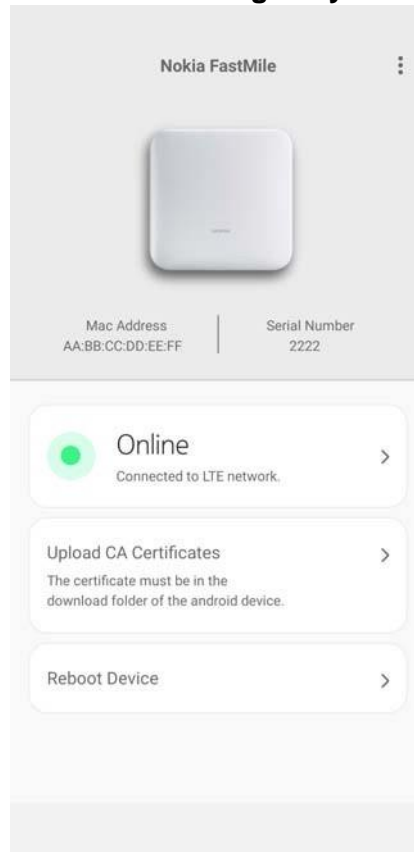 Nokia FastMile
Mac Address
AA:BB:CC:DD:EE:FF
Serial Number
2222
Online
Connected to LTE network.
Upload CA Certificates
The certificate must be in the
download folder of the android device.
Reboot Device